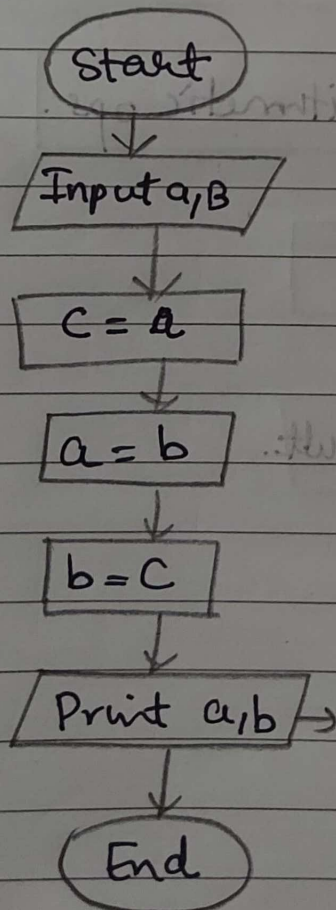 Start
Input a,B
C = a
a = b
b = C
Print a,b
End